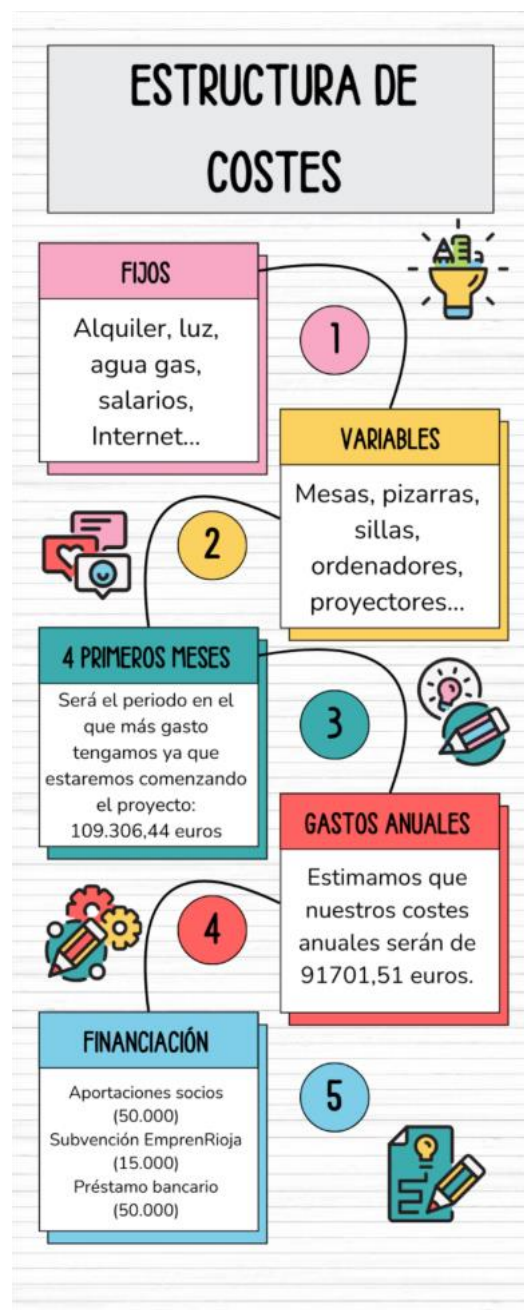 ESTRUCTURA DE
COSTES
FIJOS
Alquiler, luz,
agua gas,
salarios,
Internet...
1
VARIABLES
Mesas, pizarras,
sillas,
ordenadores,
proyectores...
2
4 PRIMEROS MESES
Será el periodo en el
que más gasto
tengamos ya que
estaremos comenzando
el proyecto:
109.306,44 euros
3
GASTOS ANUALES
Estimamos que
nuestros costes
anuales serán de
91701,51 euros.
4
FINANCIACIÓN
Aportaciones socios
(50.000)
Subvención EmprenRioja
(15.000)
Préstamo bancario
(50.000)
5